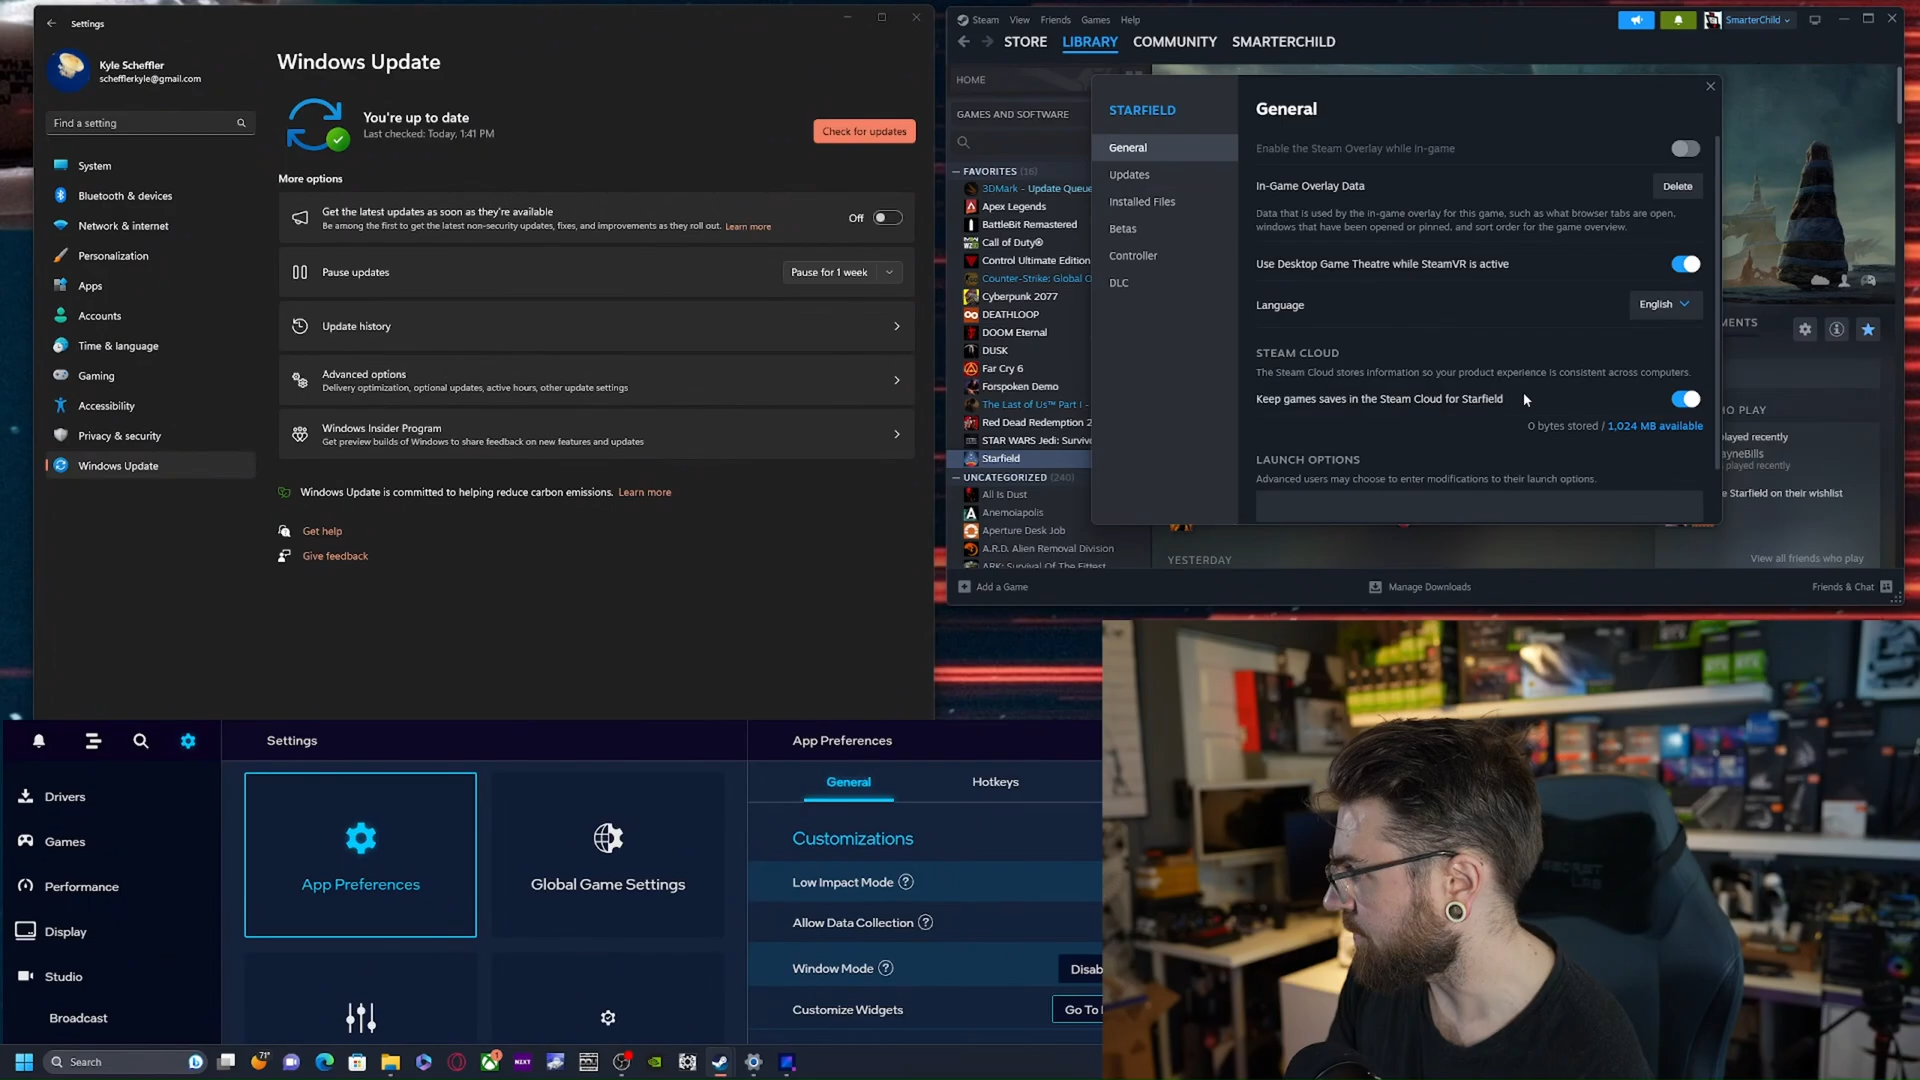 Settings
Kyle Scheffler
schefflerkyle@gmail.com
Find a setting
System
Bluetooth & devices
Network & internet
Personalization
Apps
Accounts
Time & language
Gaming
Accessibility
Privacy & security
Windows Update
Windows Update
You're up to date
Last checked: Today, 1:41 PM
Check for updates
More options
Get the latest updates as soon as they're available
Be among the first to get the latest non-security updates, fixes, and improvements as they roll out. Learn more
Off
Pause updates
Pause for 1 week
Update history
Advanced options
Delivery optimization, optional updates, active hours, other update settings
Windows Insider Program
Get preview builds of Windows to share feedback on new features and updates
Windows Update is committed to helping reduce carbon emissions. Learn more
Get help
Give feedback
Steam View Friends Games Help
SmarterChild
STORE LIBRARY COMMUNITY SMARTERCHILD
HOME
GAMES AND SOFTWARE
FAVORITES (16)
3DMark - Update Queue
Apex Legends
BattleBit Remastered
Call of Duty®
Control Ultimate Edition
Counter-Strike: Global O
Cyberpunk 2077
DEATHLOOP
DOOM Eternal
DUSK
Far Cry 6
Forspoken Demo
The Last of Us™ Part I -
Red Dead Redemption 2
STAR WARS Jedi: Survivo
Starfield
UNCATEGORIZED (240)
All Is Dust
Anemoiapolis
Aperture Desk Job
A.R.D. Alien Removal Division
ARK: Survival Of The Fittest
Add a Game
Manage Downloads
Friends & Chat
STARFIELD
General
Updates
Installed Files
Betas
Controller
DLC
General
Enable the Steam Overlay while in-game
In-Game Overlay Data
Delete
Data that is used by the in-game overlay for this game, such as what browser tabs are open,
windows that have been opened or pinned, and sort order for the game overview.
Use Desktop Game Theatre while SteamVR is active
Language
English
STEAM CLOUD
The Steam Cloud stores information so your product experience is consistent across computers.
Keep games saves in the Steam Cloud for Starfield
0 bytes stored / 1,024 MB available
LAUNCH OPTIONS
Advanced users may choose to enter modifications to their launch options.
MENTS
O PLAY
layed recently
ayneBills
played recently
e Starfield on their wishlist
View all friends who play
YESTERDAY
Settings
App Preferences
Drivers
Games
Performance
Display
Studio
Broadcast
App Preferences
Global Game Settings
General
Hotkeys
Customizations
Low Impact Mode
Allow Data Collection
Window Mode
Disab
Customize Widgets
Go To
Search
71°
NZXT